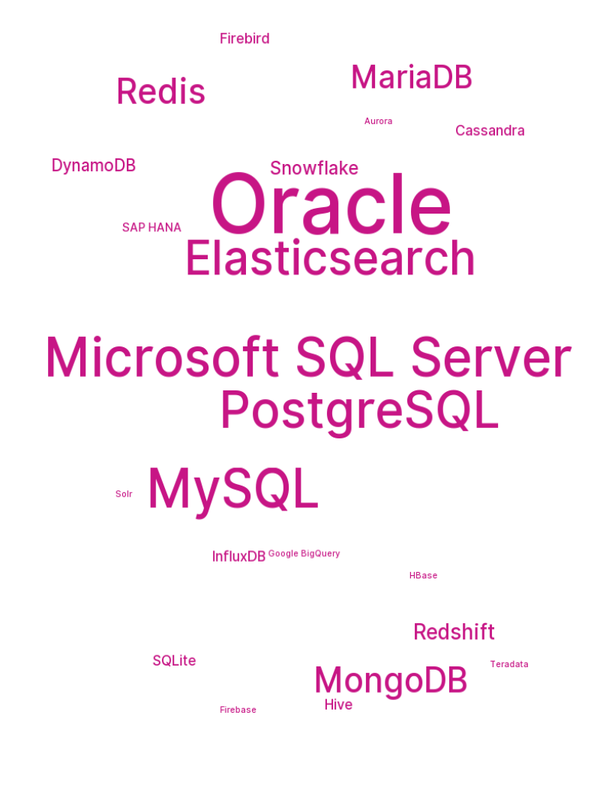 Firebird
MariaDB
Redis
Aurora
Cassandra
DynamoDB
Snowflake
Oracle
SAP HANA
Elasticsearch
Microsoft SQL Server
PostgreSQL
MySQL
Solr
InfluxDB
Google BigQuery
HBase
Redshift
SQLite
Teradata
MongoDB
Hive
Firebase